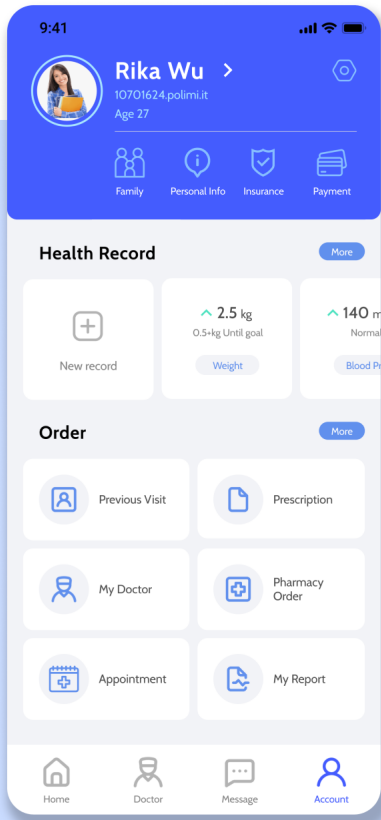 9:41
Rika Wu
10701624.polimi.it
Age 27
Family
Personal Info
Insurance
Payment
Health Record
More
New record
2.5 kg
0.5+kg Until goal
Weight
140
Blood
Order
More
Previous Visit
Prescription
My Doctor
Pharmacy
Order
Appointment
My Report
Home
Doctor
Message
Account